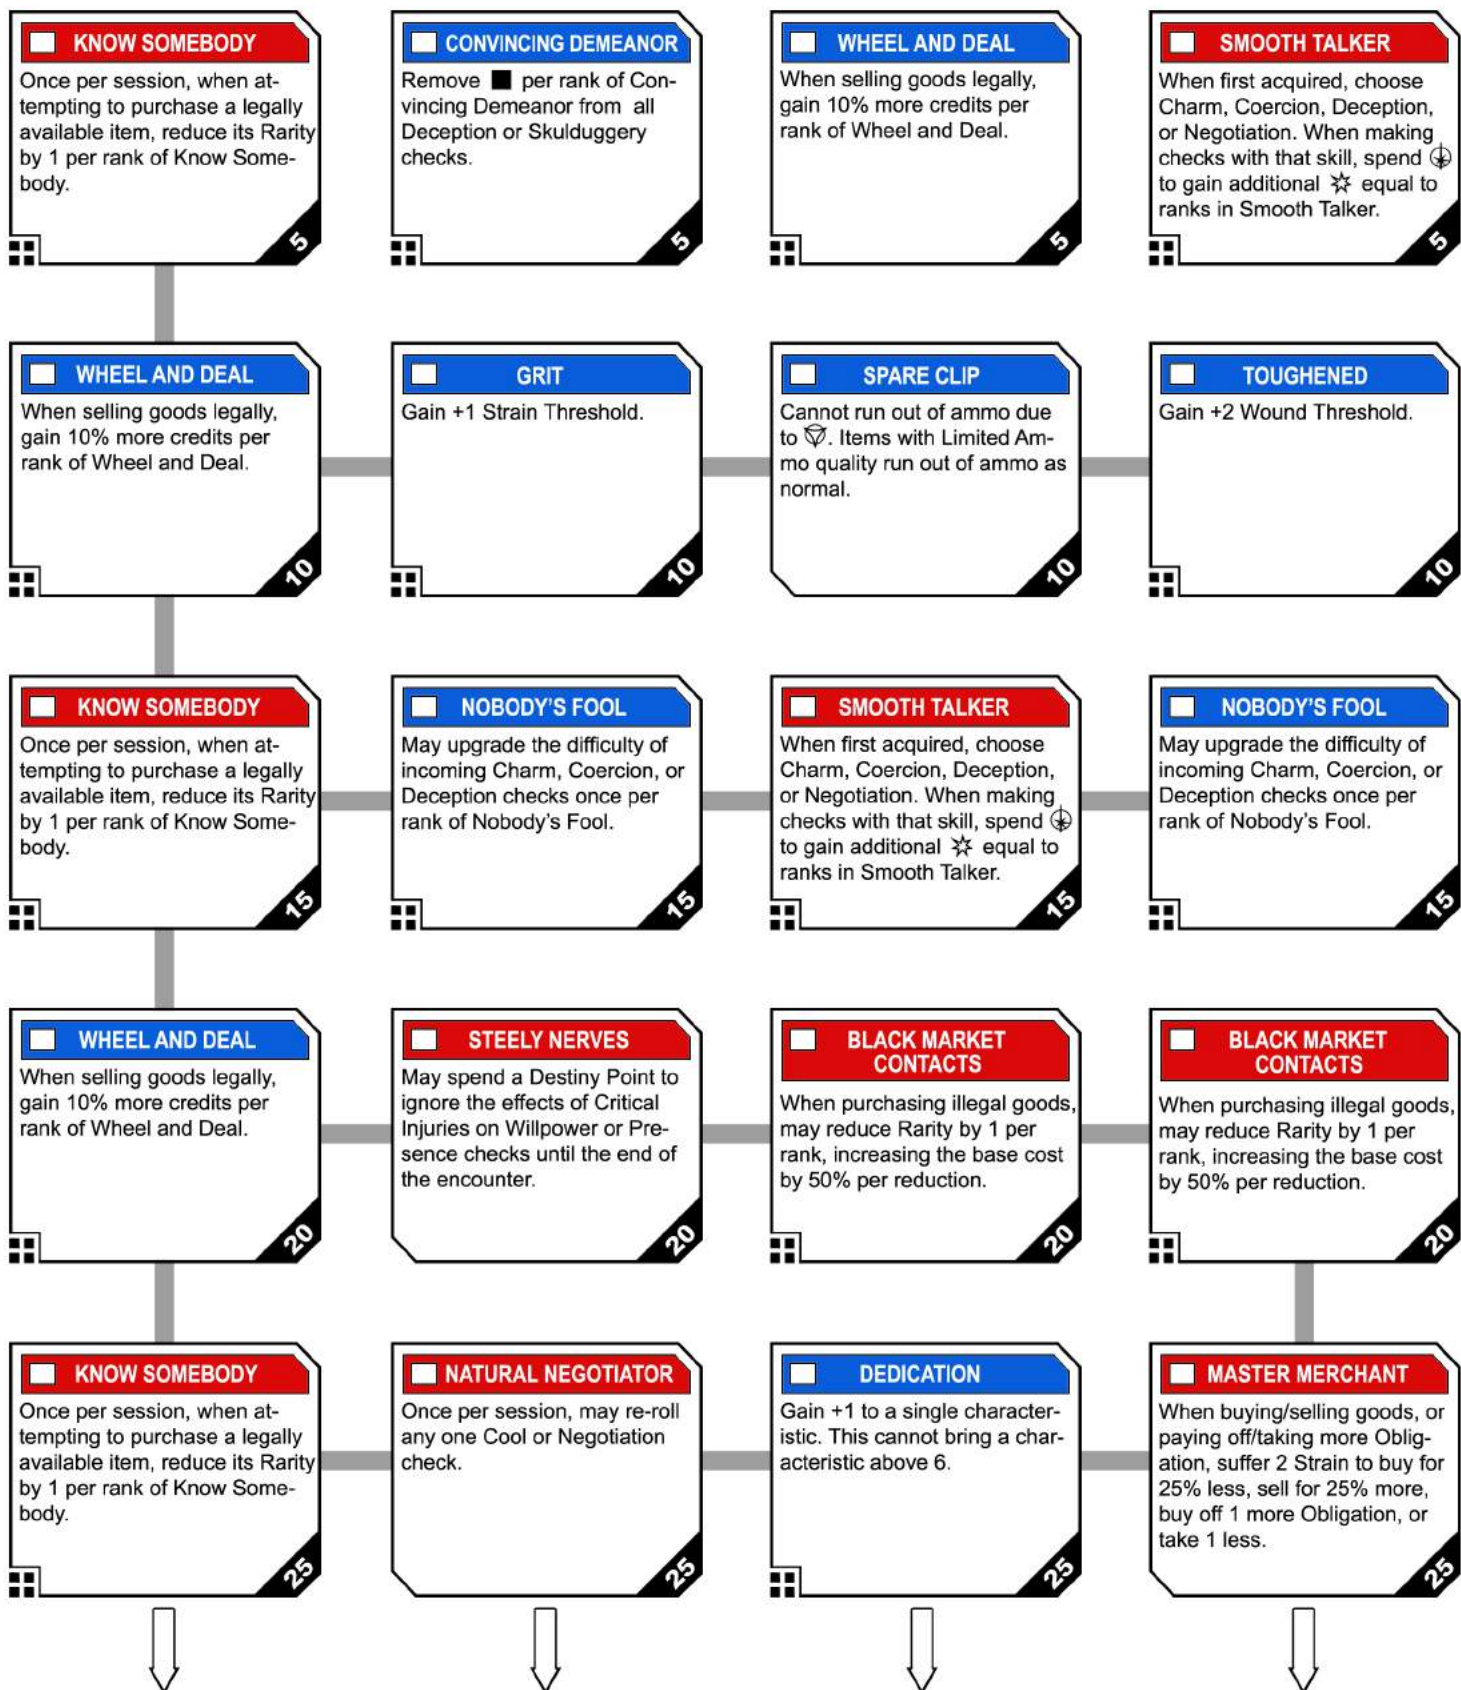 KNOW SOMEBODY
Once per session, when at-
tempting to purchase a legally
available item, reduce its Rarity
by 1 per rank of Know Some-
body.
5
CONVINCING DEMEANOR
Remove ■ per rank of Con-
vincing Demeanor from all
Deception or Skulduggery
checks.
5
WHEEL AND DEAL
When selling goods legally,
gain 10% more credits per
rank of Wheel and Deal.
5
SMOOTH TALKER
When first acquired, choose
Charm, Coercion, Deception,
or Negotiation. When making
checks with that skill, spend
to gain additional equal to
ranks in Smooth Talker.
5
WHEEL AND DEAL
When selling goods legally,
gain 10% more credits per
rank of Wheel and Deal.
10
GRIT
Gain +1 Strain Threshold.
10
SPARE CLIP
Cannot run out of ammo due
to . Items with Limited Am-
mo quality run out of ammo as
normal.
10
TOUGHENED
Gain +2 Wound Threshold.
10
KNOW SOMEBODY
Once per session, when at-
tempting to purchase a legally
available item, reduce its Rarity
by 1 per rank of Know Some-
body.
15
NOBODY'S FOOL
May upgrade the difficulty of
incoming Charm, Coercion, or
Deception checks once per
rank of Nobody's Fool.
15
SMOOTH TALKER
When first acquired, choose
Charm, Coercion, Deception,
or Negotiation. When making
checks with that skill, spend
to gain additional equal to
ranks in Smooth Talker.
15
NOBODY'S FOOL
May upgrade the difficulty of
incoming Charm, Coercion, or
Deception checks once per
rank of Nobody's Fool.
15
WHEEL AND DEAL
When selling goods legally,
gain 10% more credits per
rank of Wheel and Deal.
20
STEELY NERVES
May spend a Destiny Point to
ignore the effects of Critical
Injuries on Willpower or Pre-
sence checks until the end of
the encounter.
20
BLACK MARKET
CONTACTS
When purchasing illegal goods,
may reduce Rarity by 1 per
rank, increasing the base cost
by 50% per reduction.
20
BLACK MARKET
CONTACTS
When purchasing illegal goods,
may reduce Rarity by 1 per
rank, increasing the base cost
by 50% per reduction.
20
KNOW SOMEBODY
Once per session, when at-
tempting to purchase a legally
available item, reduce its Rarity
by 1 per rank of Know Some-
body.
25
NATURAL NEGOTIATOR
Once per session, may re-roll
any one Cool or Negotiation
check.
25
DEDICATION
Gain +1 to a single character-
istic. This cannot bring a char-
acteristic above 6.
25
MASTER MERCHANT
When buying/selling goods, or
paying off/taking more Oblig-
ation, suffer 2 Strain to buy for
25% less, sell for 25% more,
buy off 1 more Obligation, or
take 1 less.
25